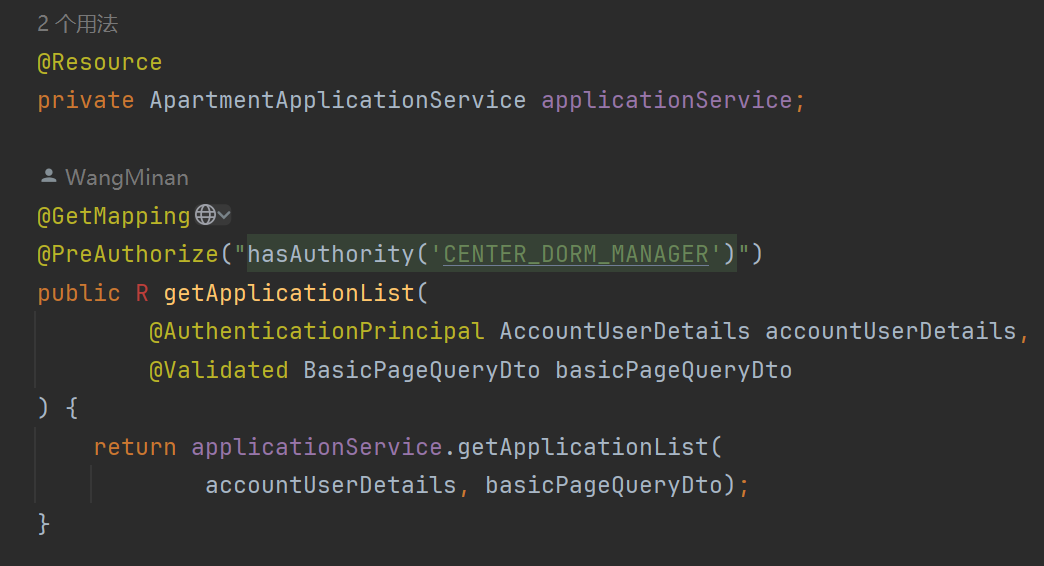 2 个用法
@Resource
private ApartmentApplicationService applicationService;
WangMinan
@GetMapping
@PreAuthorize("hasAuthority('CENTER_DORM_MANAGER')")
public R getApplicationList(
@AuthenticationPrincipal AccountUserDetails accountUserDetails,
@Validated BasicPageQueryDto basicPageQueryDto
) {
return applicationService.getApplicationList(
accountUserDetails, basicPageQueryDto);
}